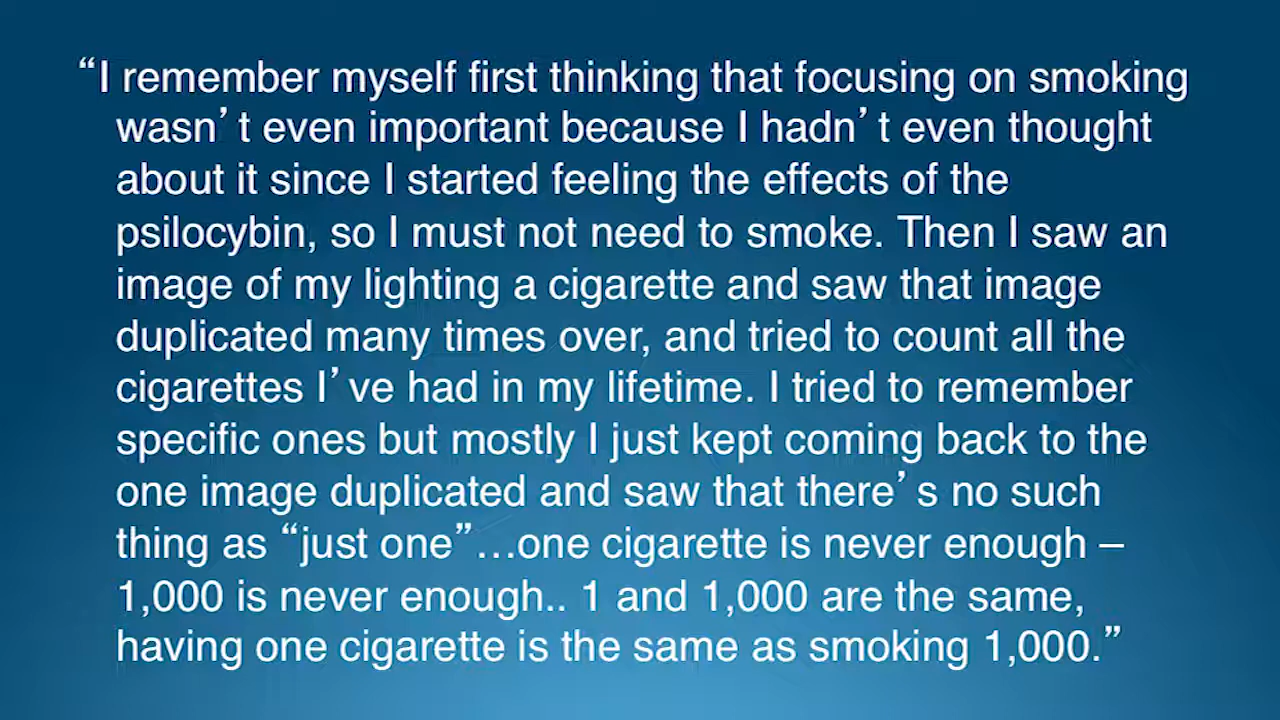 “I remember myself first thinking that focusing on smoking
wasn’t even important because I hadn’t even thought
about it since I started feeling the effects of the
psilocybin, so I must not need to smoke. Then I saw an
image of my lighting a cigarette and saw that image
duplicated many times over, and tried to count all the
cigarettes I’ve had in my lifetime. I tried to remember
specific ones but mostly I just kept coming back to the
one image duplicated and saw that there’s no such
thing as “just one”…one cigarette is never enough –
1,000 is never enough.. 1 and 1,000 are the same,
having one cigarette is the same as smoking 1,000.”